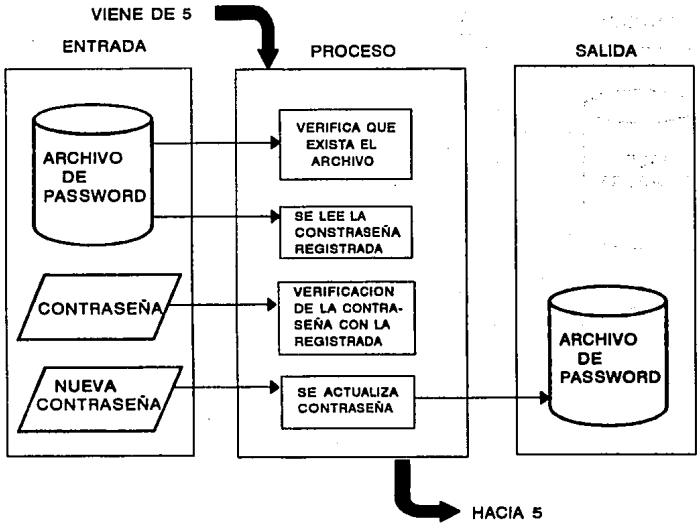 VIENE DE 5
ENTRADA
PROCESO
SALIDA
ARCHIVO
DE
PASSWORD
VERIFICA QUE
EXISTA EL
ARCHIVO
SE LEE LA
CONSTRASEÑA
REGISTRADA
CONTRASEÑA
VERIFICACION
DE LA CONTRA-
SEÑA CON LA
REGISTRADA
NUEVA
CONTRASEÑA
SE ACTUALIZA
CONTRASEÑA
ARCHIVO
DE
PASSWORD
HACIA 5